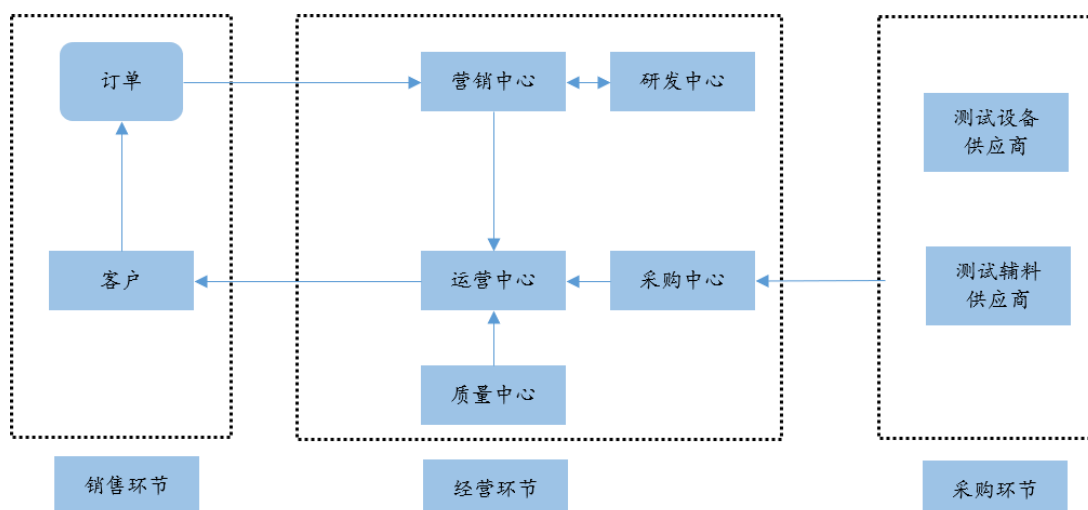 订单
营销中心
研发中心
测试设备
供应商
客户
运营中心
采购中心
测试辅料
供应商
质量中心
销售环节
经营环节
采购环节